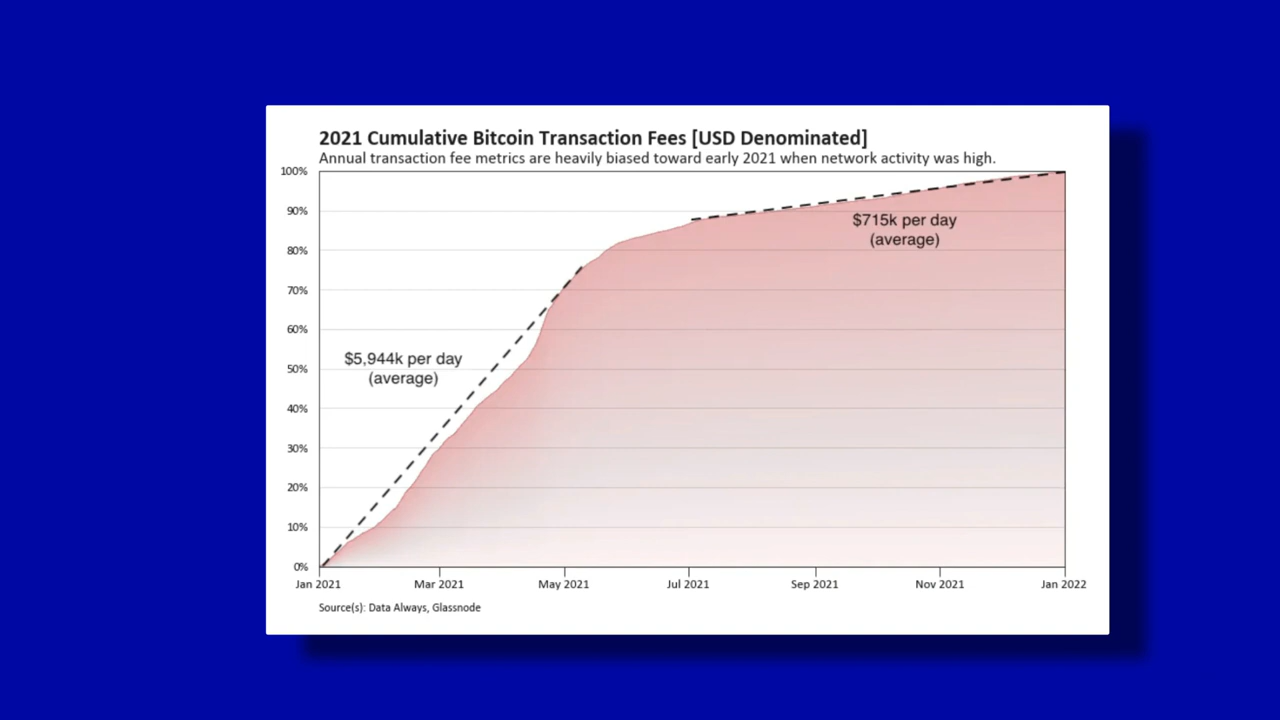 2021 Cumulative Bitcoin Transaction Fees [USD Denominated]
Annual transaction fee metrics are heavily biased toward early 2021 when network activity was high.
100%
90%
80%
70%
60%
50%
40%
30%
20%
10%
0%
$715k per day
(average)
$5,944k per day
(average)
Jan 2021
Mar 2021
May 2021
Jul 2021
Sep 2021
Nov 2021
Jan 2022
Source(s): Data Always, Glassnode